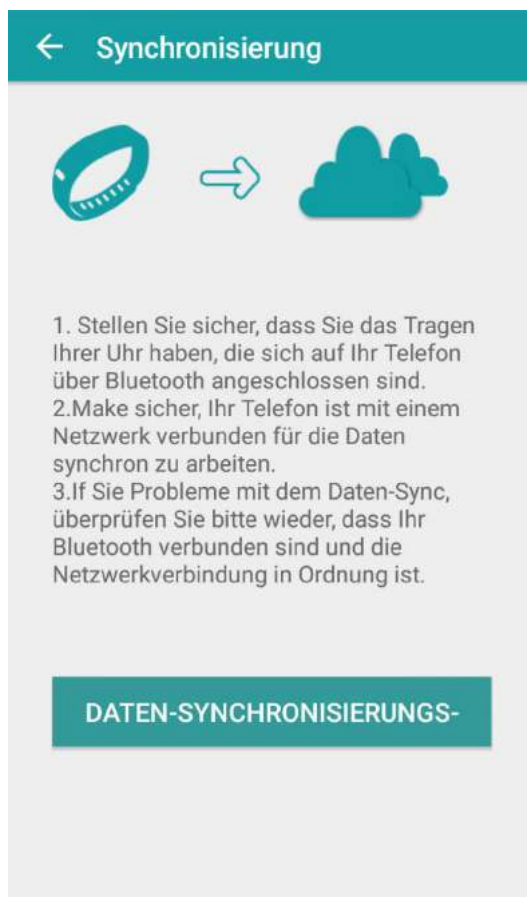 Synchronisierung
1. Stellen Sie sicher, dass Sie das Tragen
Ihrer Uhr haben, die sich auf Ihr Telefon
über Bluetooth angeschlossen sind.
2.Make sicher, Ihr Telefon ist mit einem
Netzwerk verbunden für die Daten
synchron zu arbeiten.
3.If Sie Probleme mit dem Daten-Sync,
überprüfen Sie bitte wieder, dass Ihr
Bluetooth verbunden sind und die
Netzwerkverbindung in Ordnung ist.
DATEN-SYNCHRONISIERUNGS-